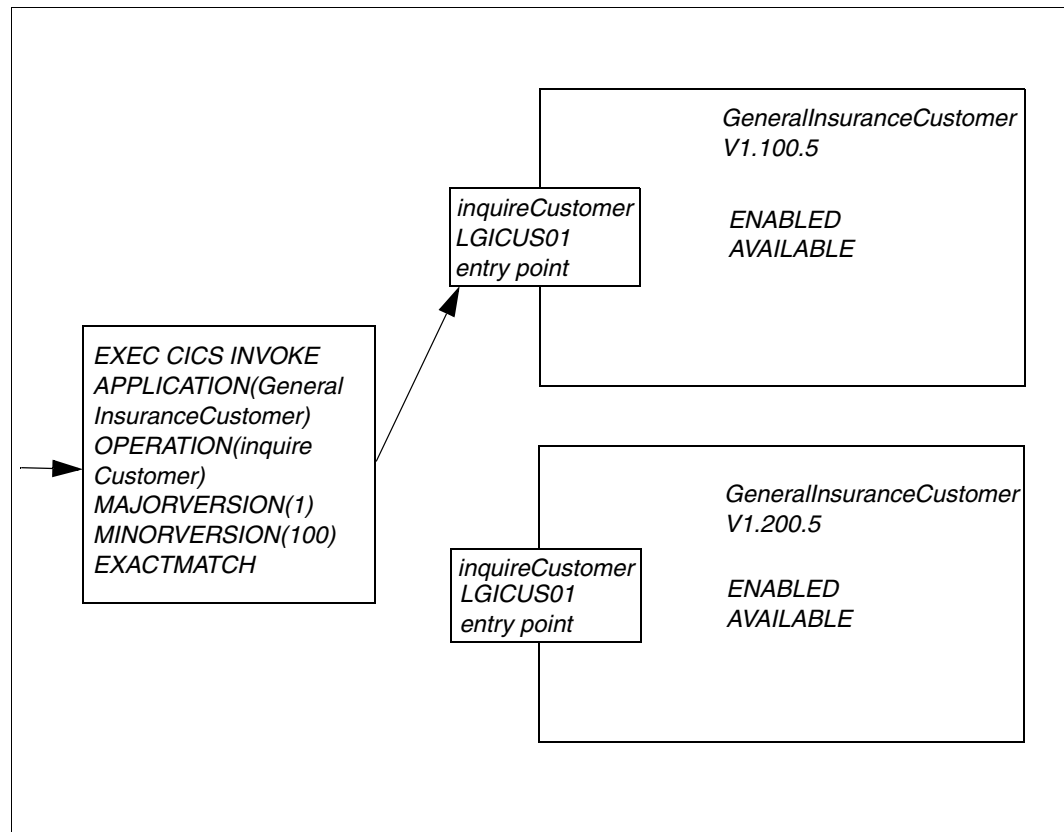 GeneralInsuranceCustomer
V1.100.5
ENABLED
AVAILABLE
inquireCustomer
LGICUS01
entry point
EXEC CICS INVOKE
APPLICATION(General
InsuranceCustomer)
OPERATION(inquire
Customer)
MAJORVERSION(1)
MINORVERSION(100)
EXACTMATCH
GeneralInsuranceCustomer
V1.200.5
ENABLED
AVAILABLE
inquireCustomer
LGICUS01
entry point